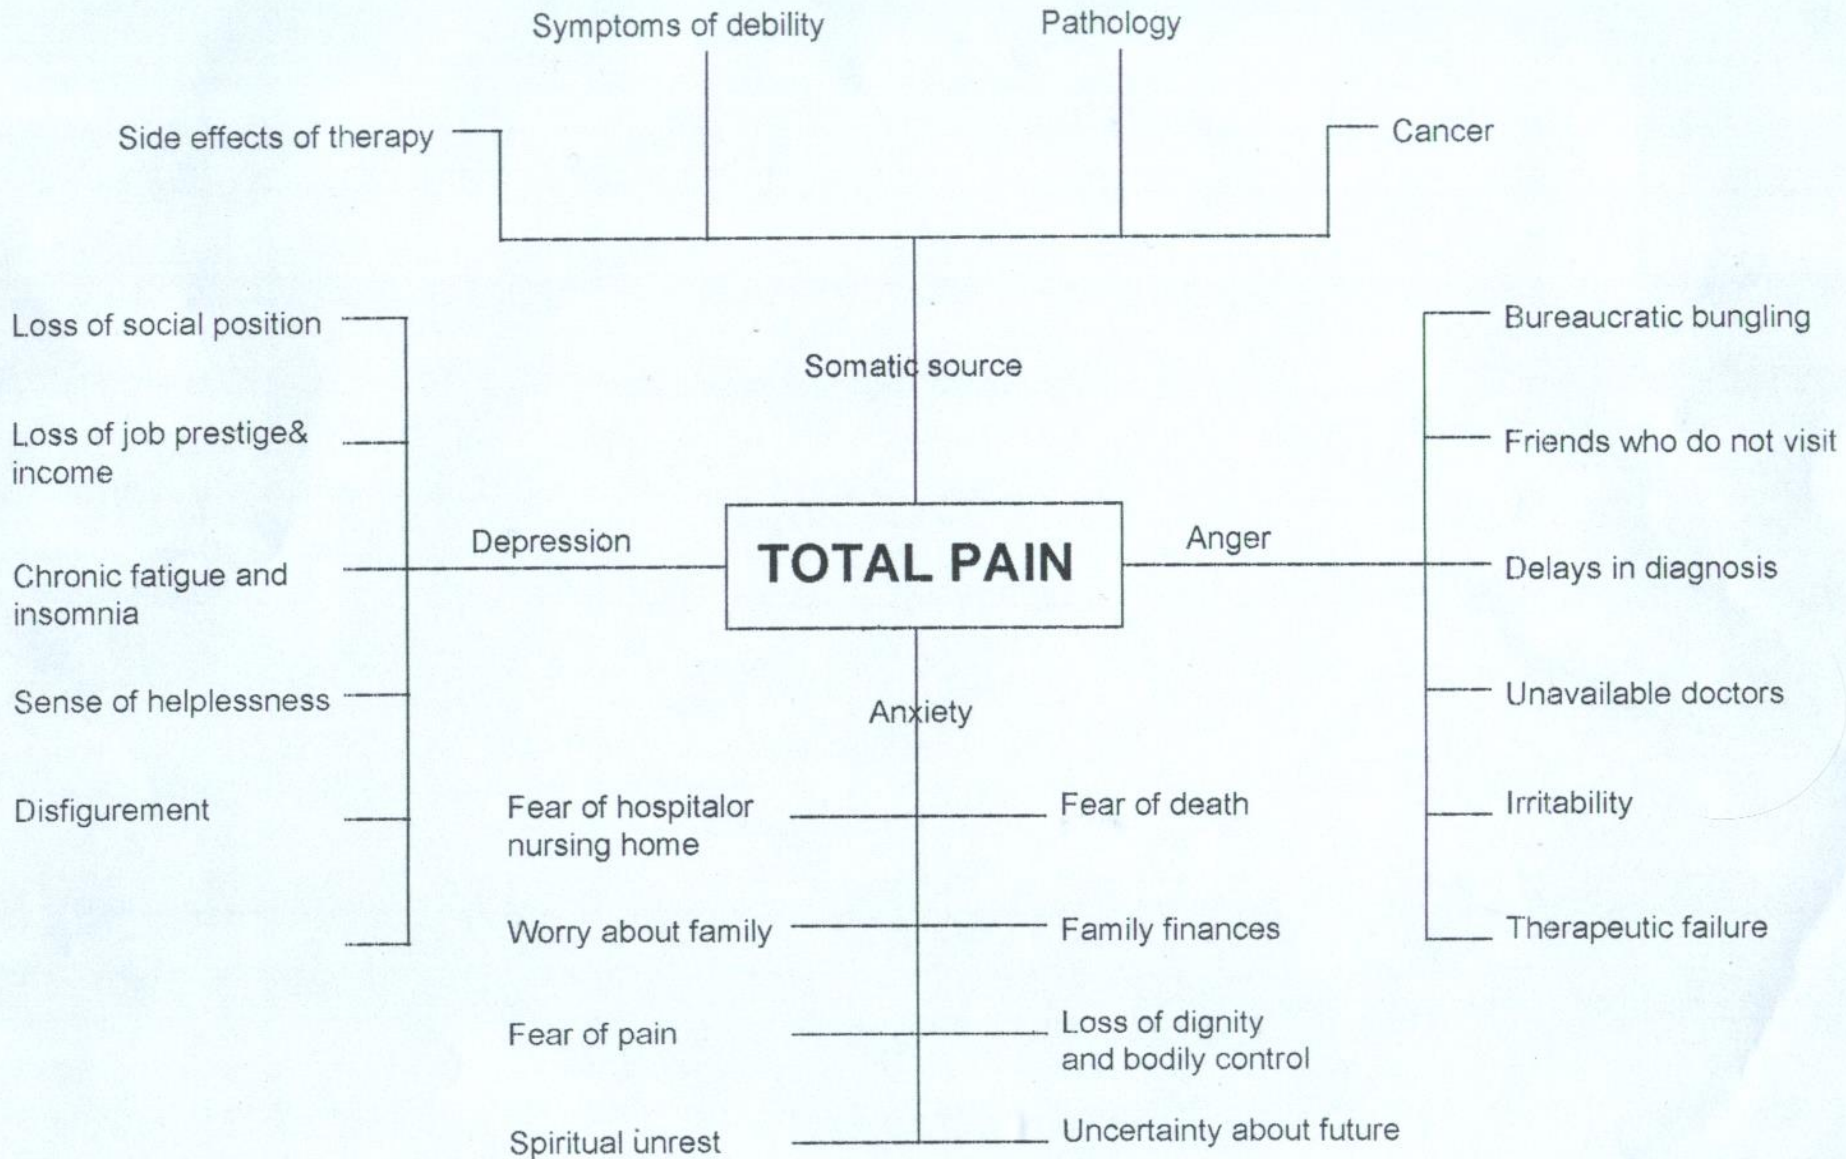 Symptoms of debility
Pathology
Side effects of therapy
Cancer
Somatic source
Loss of social position
Loss of job prestige&
income
Chronic fatigue and
insomnia
Sense of helplessness
Disfigurement
Depression
TOTAL PAIN
Anger
Bureaucratic bungling
Friends who do not visit
Delays in diagnosis
Unavailable doctors
Irritability
Therapeutic failure
Anxiety
Fear of hospitalor
nursing home
Worry about family
Fear of pain
Spiritual unrest
Fear of death
Family finances
Loss of dignity
and bodily control
Uncertainty about future